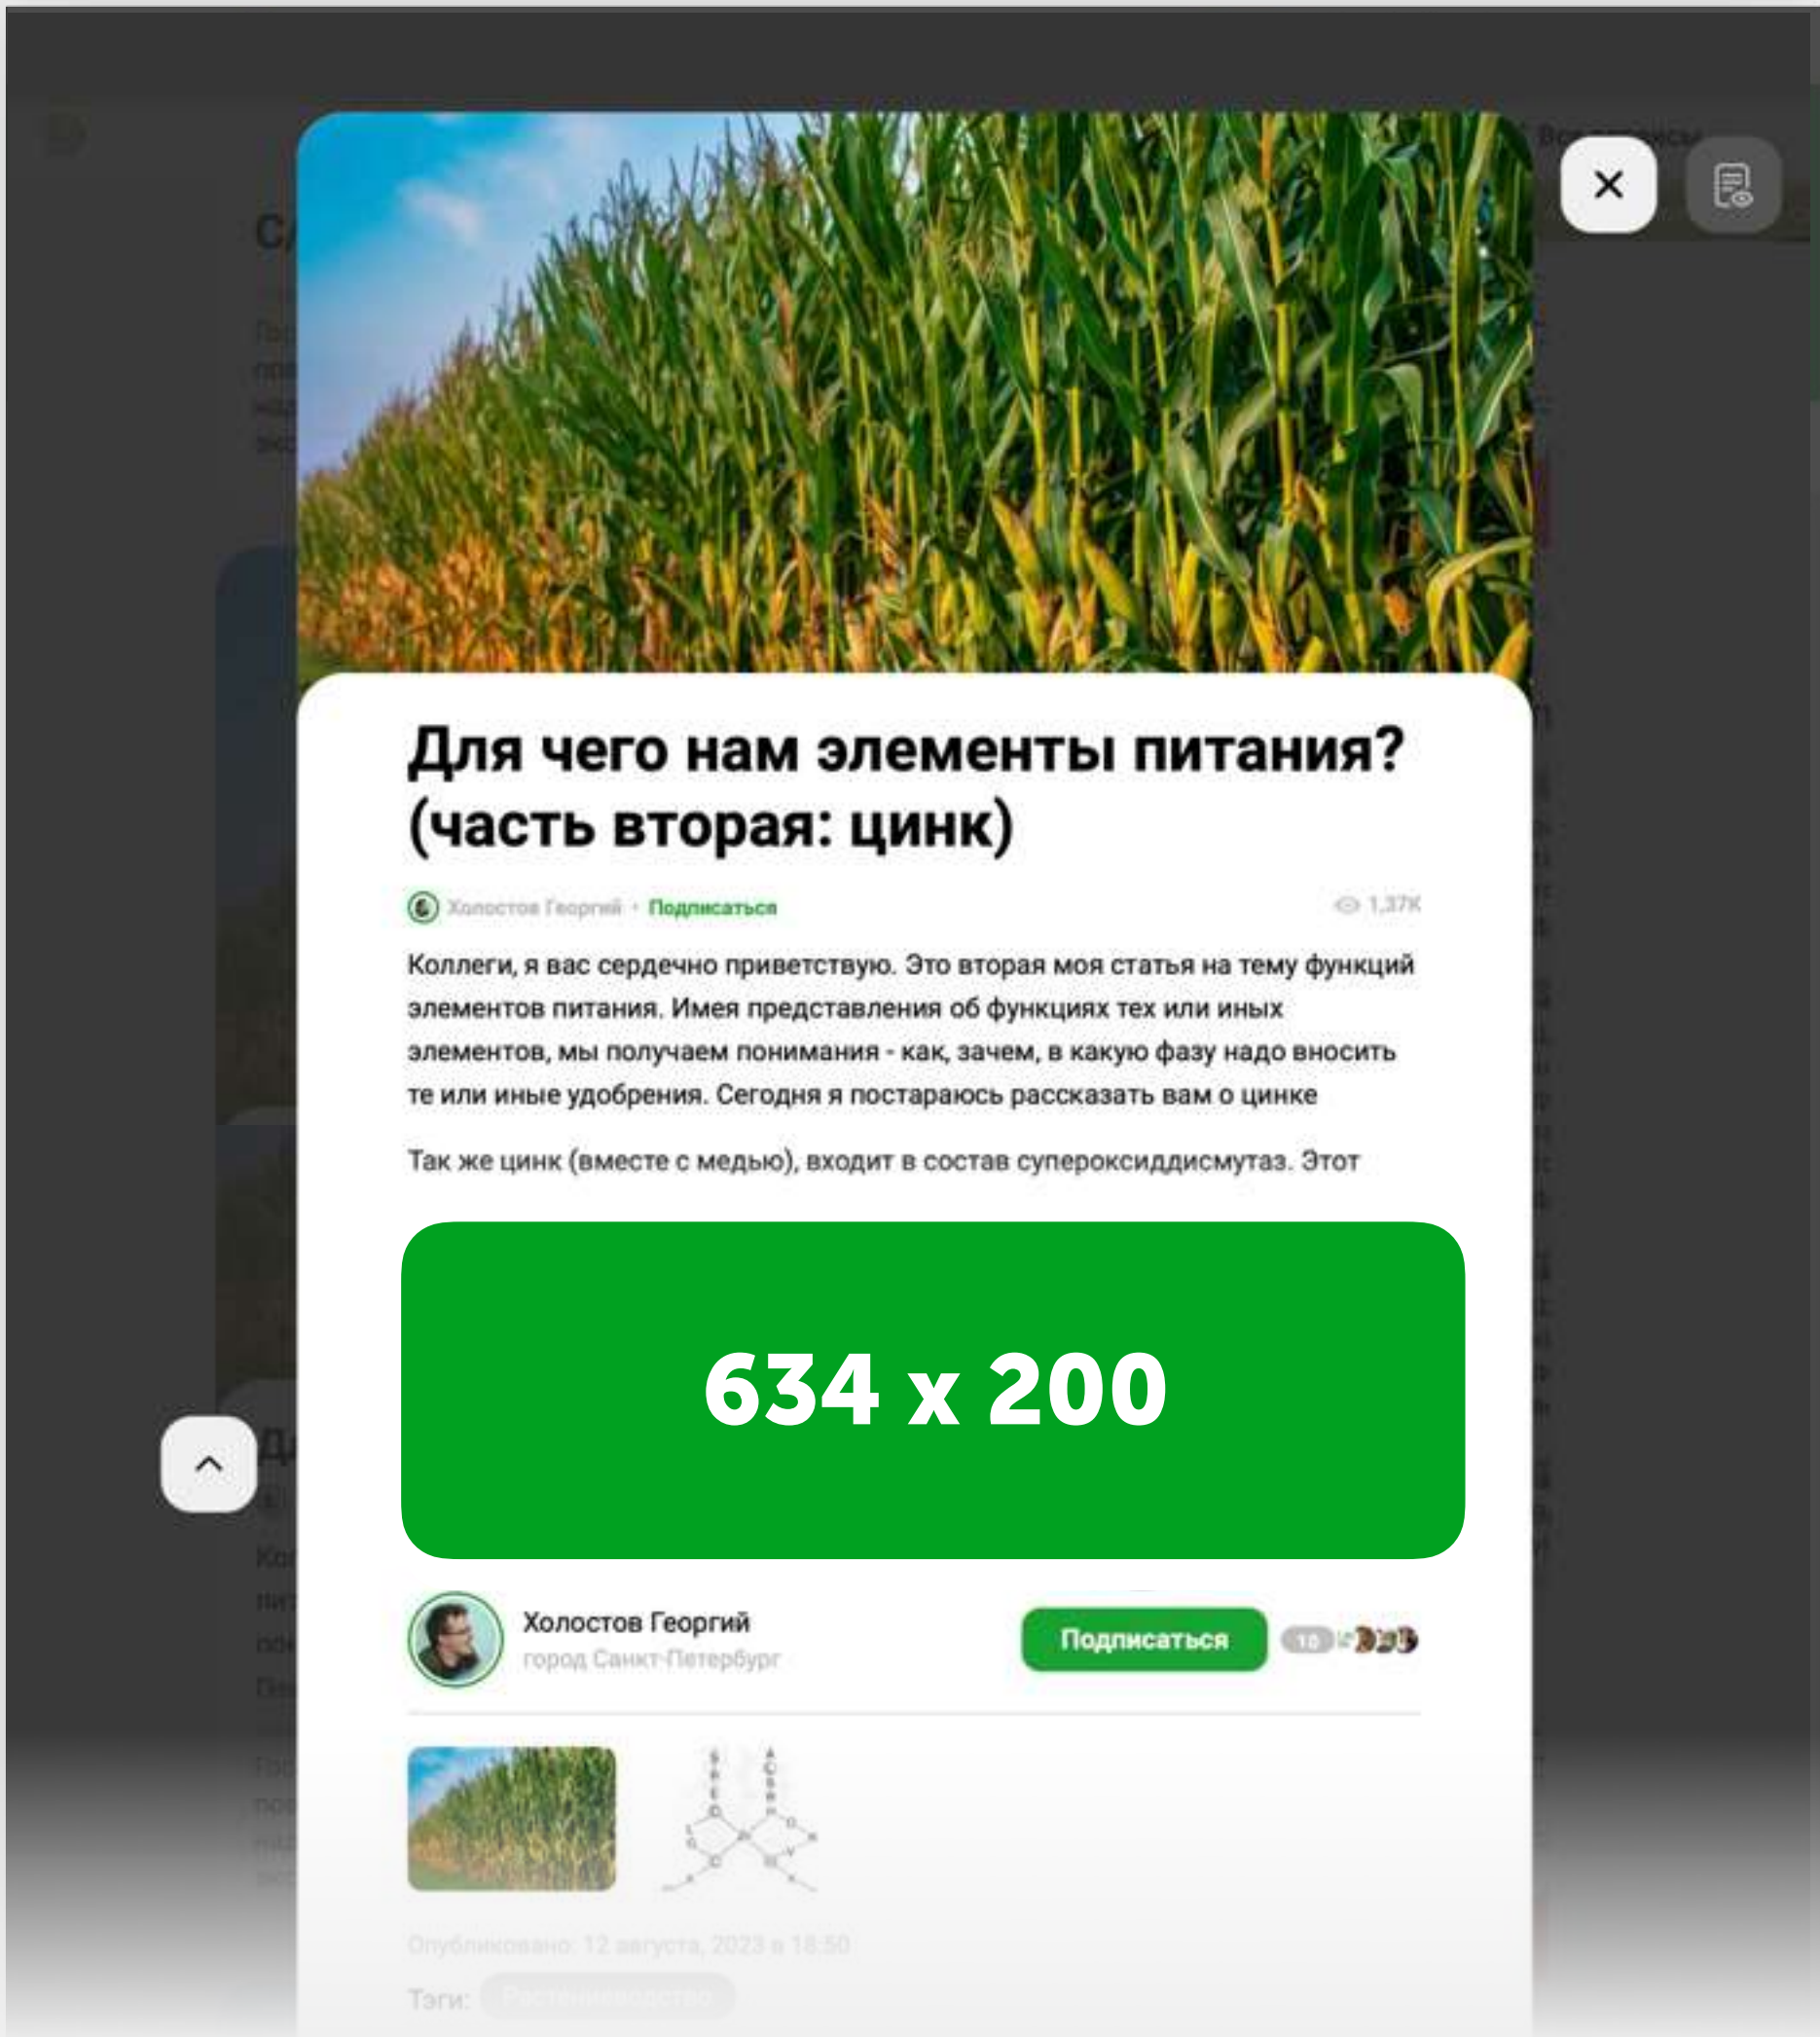 Для чего нам элементы питания?
(часть вторая: цинк)
Холостов Георгий • Подписаться
1,37K
Коллеги, я вас сердечно приветствую. Это вторая моя статья на тему функций
элементов питания. Имея представления об функциях тех или иных
элементов, мы получаем понимания - как, зачем, в какую фазу надо вносить
те или иные удобрения. Сегодня я постараюсь рассказать вам о цинке
Так же цинк (вместе с медью), входит в состав супероксиддисмутаз. Этот
634 x 200
Холостов Георгий
город Санкт-Петербург
Подписаться
10
Опубликовано: 12 августа, 2023 в 18:50
Тэги: Растениеводство